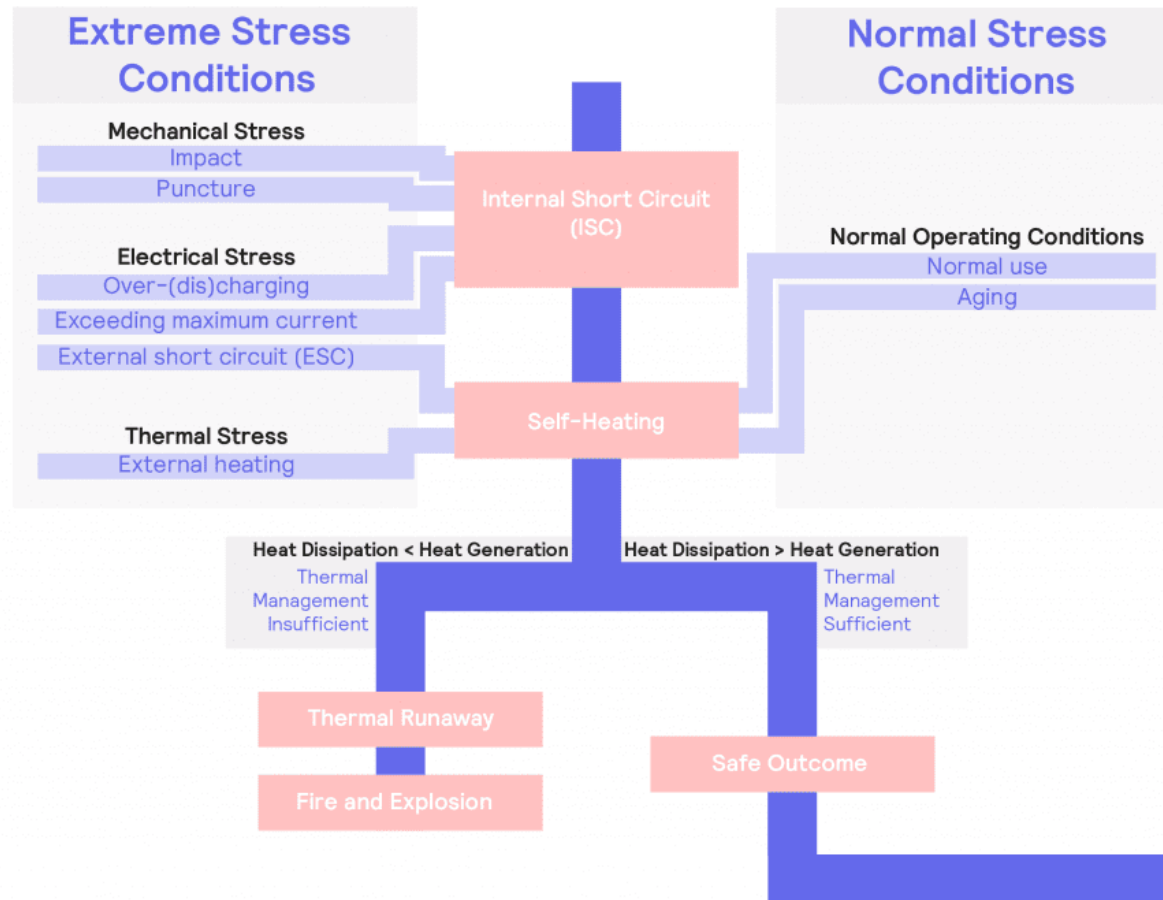 Extreme Stress
Conditions
Mechanical Stress
Impact
Puncture
Electrical Stress
Over-(dis)charging
Exceeding maximum current
External short circuit (ESC)
Thermal Stress
External heating
Internal Short Circuit
(ISC)
Self-Heating
Normal Stress
Conditions
Normal Operating Conditions
Normal use
Aging
Heat Dissipation < Heat Generation
Thermal
Management
Insufficient
Heat Dissipation > Heat Generation
Thermal
Management
Sufficient
Thermal Runaway
Fire and Explosion
Safe Outcome